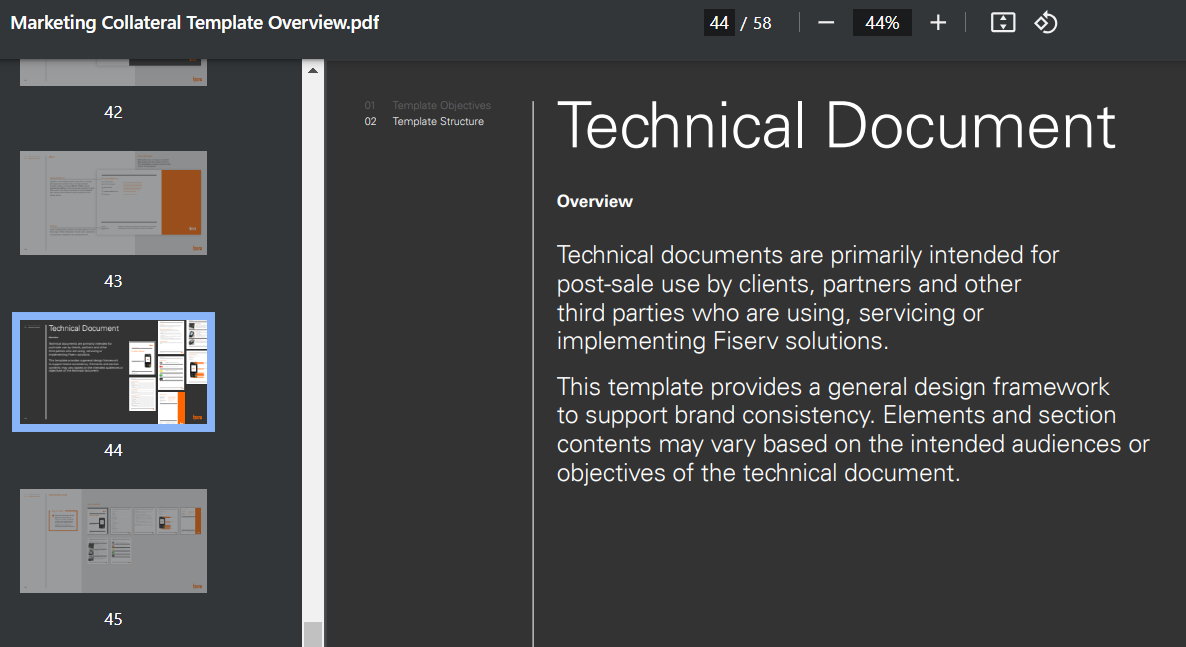 Marketing Collateral Template Overview.pdf
44 / 58
44%
42
43
Technical Document
44
45
01 Template Objectives
02 Template Structure
Technical Document
Overview
Technical documents are primarily intended for
post-sale use by clients, partners and other
third parties who are using, servicing or
implementing Fiserv solutions.
This template provides a general design framework
to support brand consistency. Elements and section
contents may vary based on the intended audiences or
objectives of the technical document.